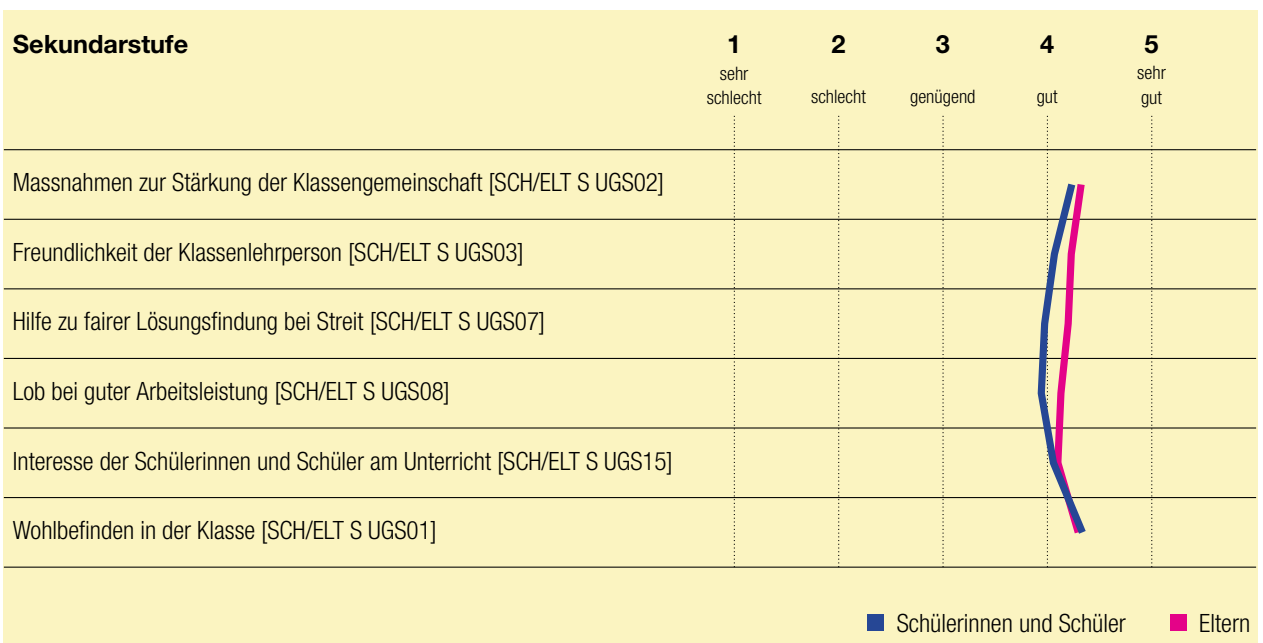 Sekundarstufe 1 2 3 4 5
sehr schlecht schlecht genügend gut sehr gut
Massnahmen zur Stärkung der Klassengemeinschaft [SCH/ELT S UGS02]
Freundlichkeit der Klassenlehrperson [SCH/ELT S UGS03]
Hilfe zu fairer Lösungsfindung bei Streit [SCH/ELT S UGS07]
Lob bei guter Arbeitsleistung [SCH/ELT S UGS08]
Interesse der Schülerinnen und Schüler am Unterricht [SCH/ELT S UGS15]
Wohlbefinden in der Klasse [SCH/ELT S UGS01]
Schülerinnen und Schüler Eltern